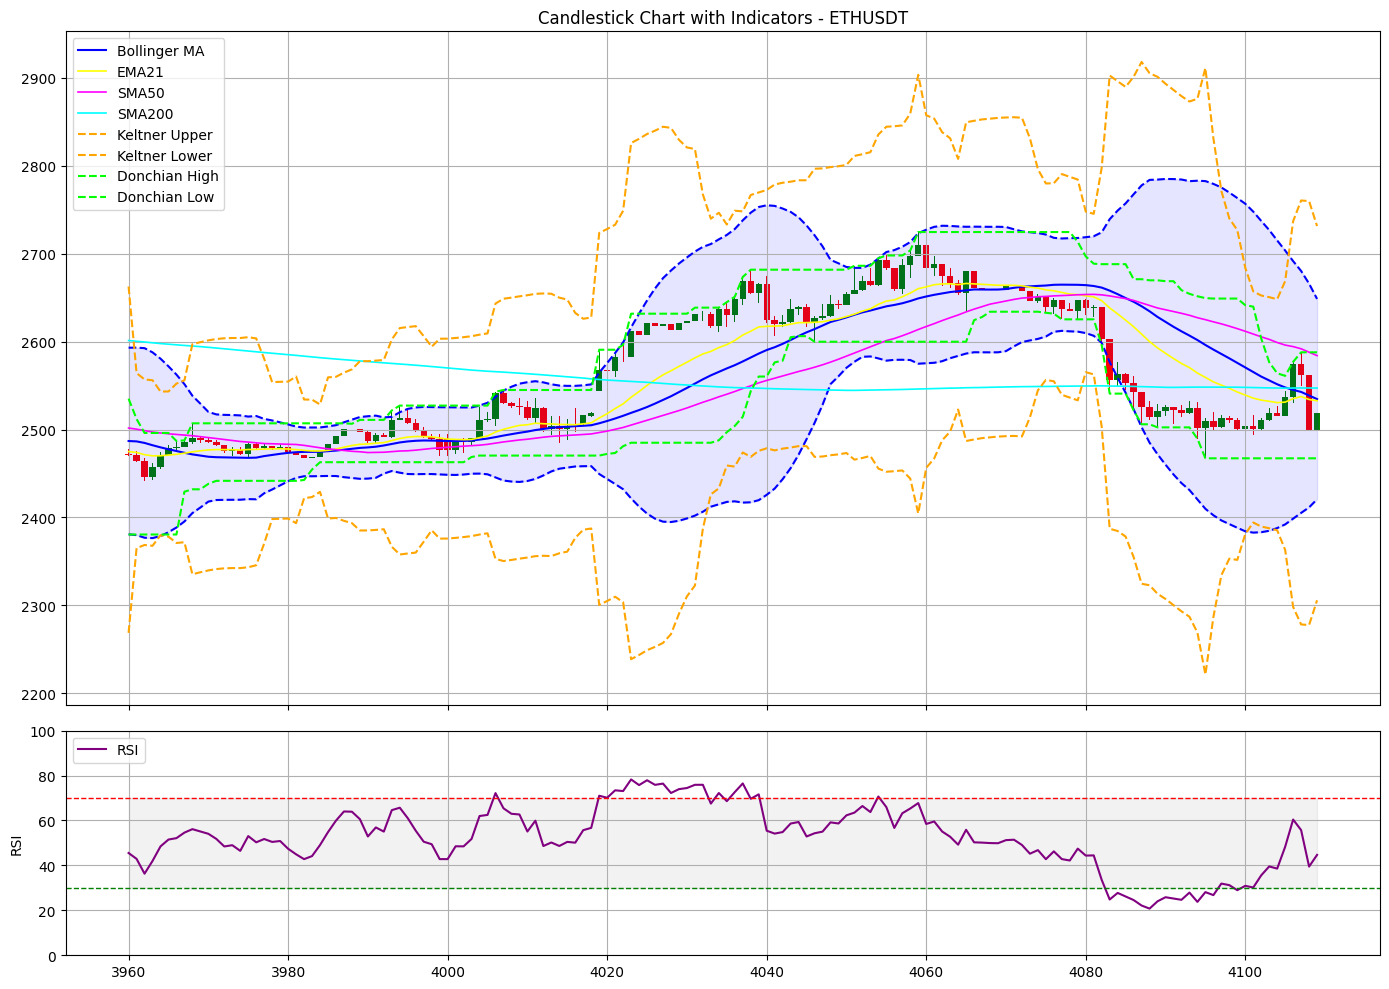 Candlestick Chart with Indicators - ETHUSDT
Bollinger MA
EMA21
SMA50
SMA200
Keltner Upper
Keltner Lower
Donchian High
Donchian Low
2900
2800
2700
2600
2500
2400
2300
2200
RSI
100
80
60
40
20
0
RSI
3960
3980
4000
4020
4040
4060
4080
4100